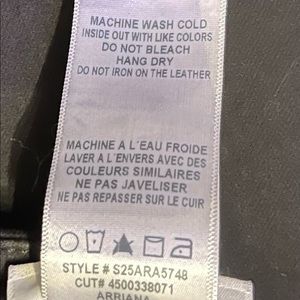 MACHINE WASH COLD
INSIDE OUT WITH LIKE COLORS
DO NOT BLEACH
HANG DRY
DO NOT IRON ON THE LEATHER
MACHINE A L'EAU FROIDE
LAVER A L'ENVERS AVEC DES
COULEURS SIMILAIRES
NE PAS JAVELISER
NE PAS REPASSER SUR LE CUIR
STYLE # S25ARA5748
CUT# 4500338071
ARRIANA